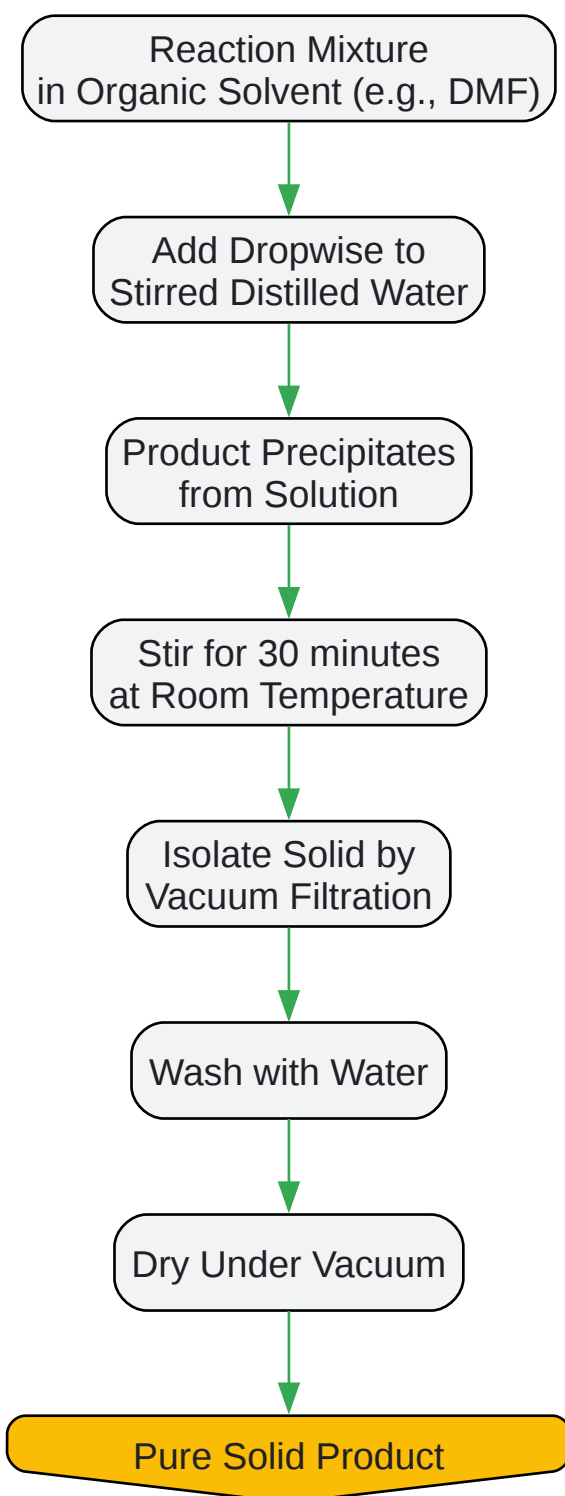 Reaction Mixture
in Organic Solvent (e.g., DMF)
Add Dropwise to
Stirred Distilled Water
Product Precipitates
from Solution
Stir for 30 minutes
at Room Temperature
Isolate Solid by
Vacuum Filtration
Wash with Water
Dry Under Vacuum
Pure Solid Product